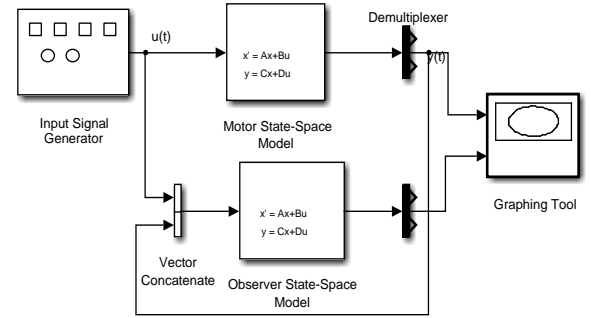 Demultiplexer
u(t)
y(t)
x' = Ax+Bu
y = Cx+Du
Input Signal
Generator
Motor State-Space
Model
x' = Ax+Bu
y = Cx+Du
Graphing Tool
Vector
Concatenate
Observer State-Space
Model